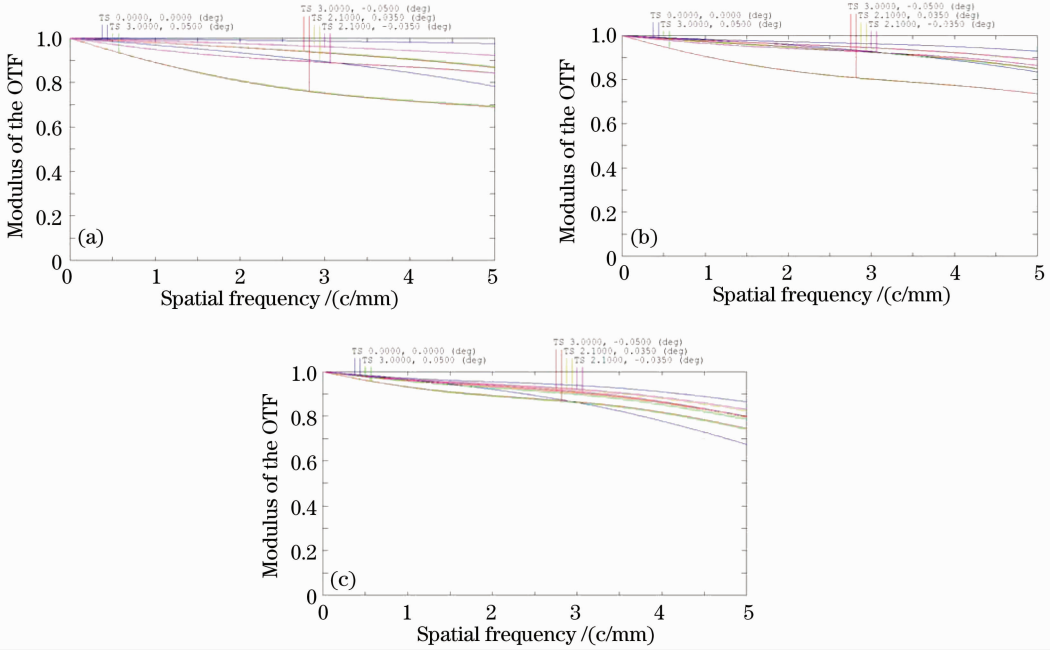 TS 3.0000, -0.0500 (deg)
TS 0.0000, 0.0000 (deg)
TS 2.1000, 0.0350 (deg)
TS 3.0000, 0.0500 (deg)
TS 2.1000, -0.0350 (deg)
1.0
0.8
0.6
0.4
0.2
0
Modulus of the OTF
(a)
0 1 2 3 4 5
Spatial frequency /(c/mm)
TS 3.0000, -0.0500 (deg)
TS 0.0000, 0.0000 (deg)
TS 2.1000, 0.0350 (deg)
TS 3.0000, 0.0500 (deg)
TS 2.1000, -0.0350 (deg)
1.0
0.8
0.6
0.4
0.2
0
Modulus of the OTF
(b)
0 1 2 3 4 5
Spatial frequency /(c/mm)
TS 3.0000, -0.0500 (deg)
TS 0.0000, 0.0000 (deg)
TS 2.1000, 0.0350 (deg)
TS 3.0000, 0.0500 (deg)
TS 2.1000, -0.0350 (deg)
1.0
0.8
0.6
0.4
0.2
0
Modulus of the OTF
(c)
0 1 2 3 4 5
Spatial frequency /(c/mm)